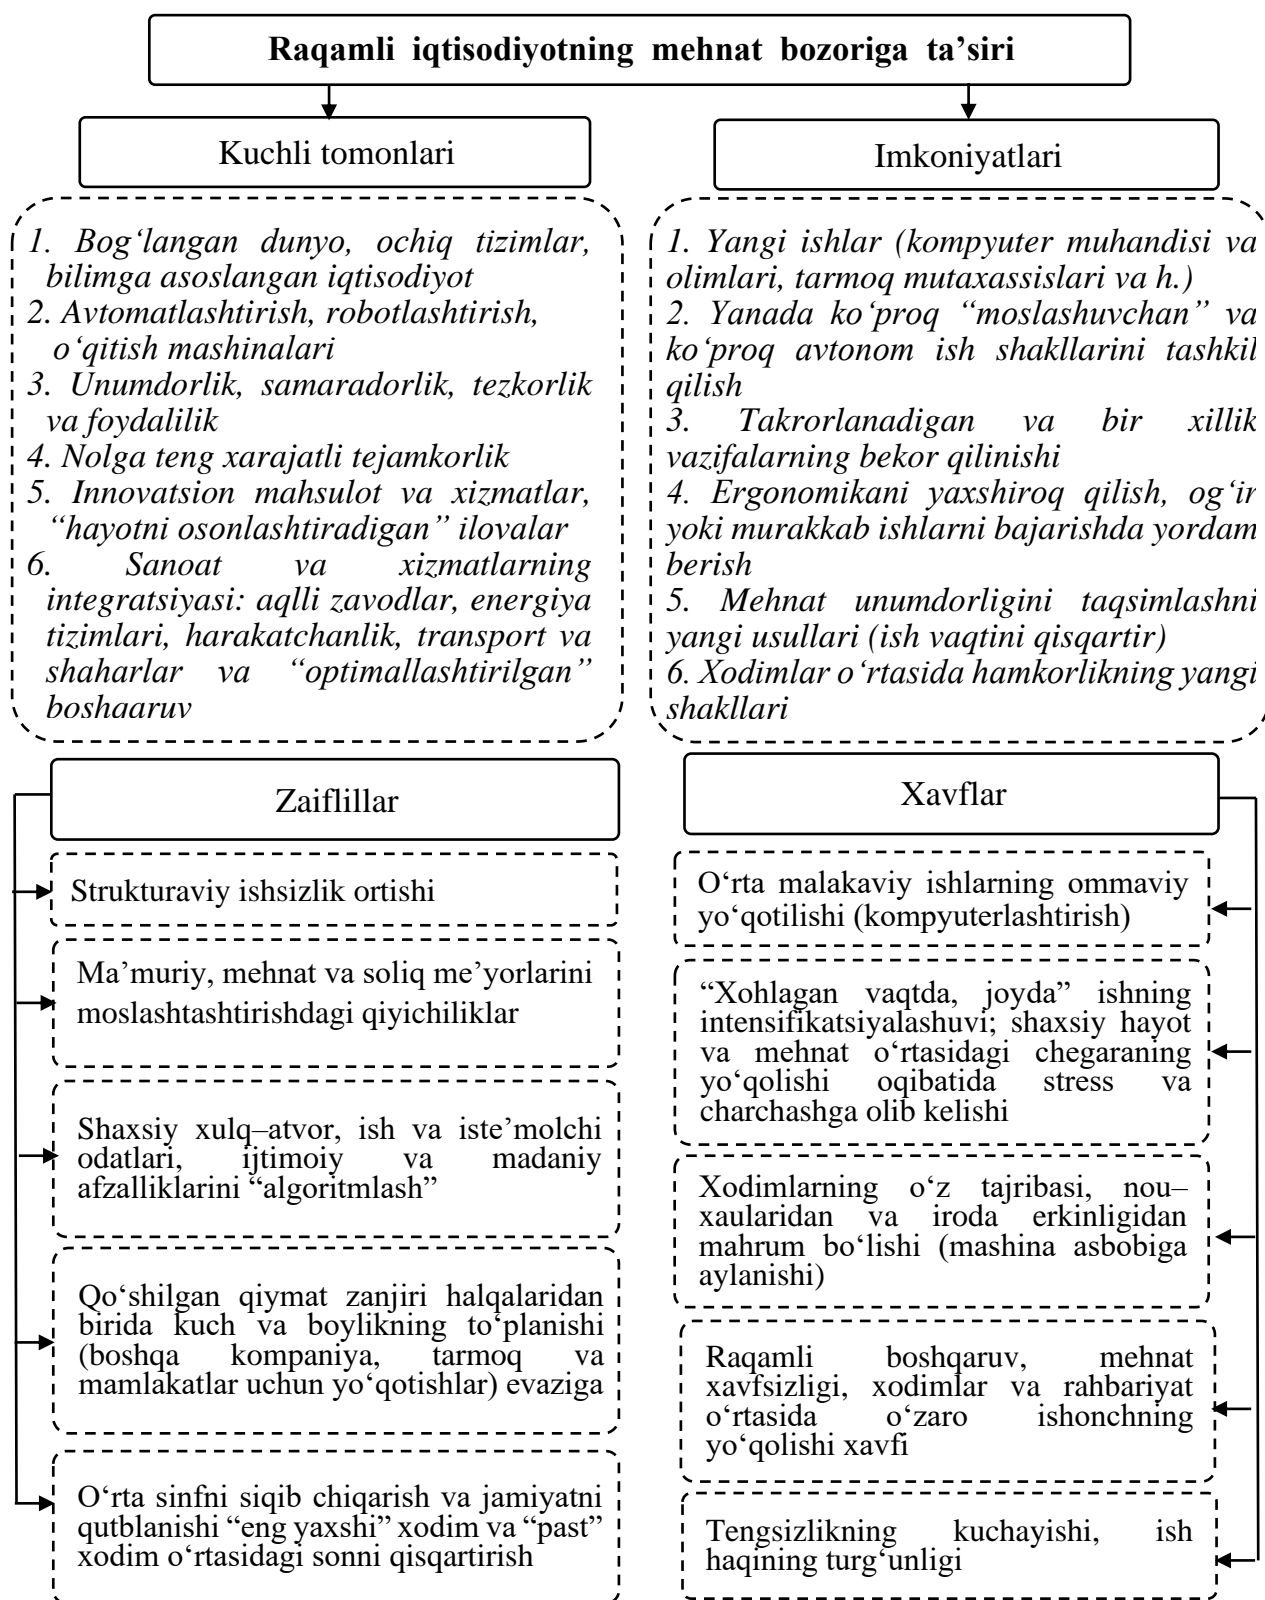 Raqamli iqtisodiyotning mehnat bozoriga ta’siri
Kuchli tomonlari
1. Bog‘langan dunyo, ochiq tizimlar,
bilimga asoslangan iqtisodiyot
2. Avtomatlashtirish, robotlashtirish,
o‘qitish mashinalari
3. Unumdorlik, samaradorlik, tezkorlik
va foydalilik
4. Nolga teng xarajatli tejamkorlik
5. Innovatsion mahsulot va xizmatlar,
“hayotni osonlashtiradigan” ilovalar
6. Sanoat va xizmatlarning
integratsiyasi: aqlli zavodlar, energiya
tizimlari, harakatchanlik, transport va
shaharlar va “optimallashtirilgan”
boshqaruv
Imkoniyatlari
1. Yangi ishlar (kompyuter muhandisi va
olimlari, tarmoq mutaxassislari va h.)
2. Yanada ko‘proq “moslashuvchan” va
ko‘proq avtonom ish shakllarini tashkil
qilish
3. Takrorlanadigan va bir xillik
vazifalarning bekor qilinishi
4. Ergonomikani yaxshiroq qilish, og‘ir
yoki murakkab ishlarni bajarishda yordam
berish
5. Mehnat unumdorligini taqsimlashni
yangi usullari (ish vaqtini qisqartir)
6. Xodimlar o‘rtasida hamkorlikning yangi
shakllari
Zaiflillar
Strukturaviy ishsizlik ortishi
Ma’muriy, mehnat va soliq me’yorlarini
moslashtashtirishdagi qiyichiliklar
Shaxsiy xulq–atvor, ish va iste’molchi
odatlari, ijtimoiy va madaniy
afzalliklarini “algoritmlash”
Qo‘shilgan qiymat zanjiri halqalaridan
birida kuch va boylikning to‘planishi
(boshqa kompaniya, tarmoq va
mamlakatlar uchun yo‘qotishlar) evaziga
O‘rta sinfni siqib chiqarish va jamiyatni
qutblanishi “eng yaxshi” xodim va “past”
xodim o‘rtasidagi sonni qisqartirish
Xavflar
O‘rta malakaviy ishlarning ommaviy
yo‘qotilishi (kompyuterlashtirish)
“Xohlagan vaqtda, joyda” ishning
intensifikatsiyalashuvi; shaxsiy hayot
va mehnat o‘rtasidagi chegaraning
yo‘qolishi oqibatida stress va
charchashga olib kelishi
Xodimlarning o‘z tajribasi, nou–
xaularidan va iroda erkinligidan
mahrum bo‘lishi (mashina asbobiga
aylanishi)
Raqamli boshqaruv, mehnat
xavfsizligi, xodimlar va rahbariyat
o‘rtasida o‘zaro ishonchning
yo‘qolishi xavfi
Tengsizlikning kuchayishi, ish
haqining turg‘unligi